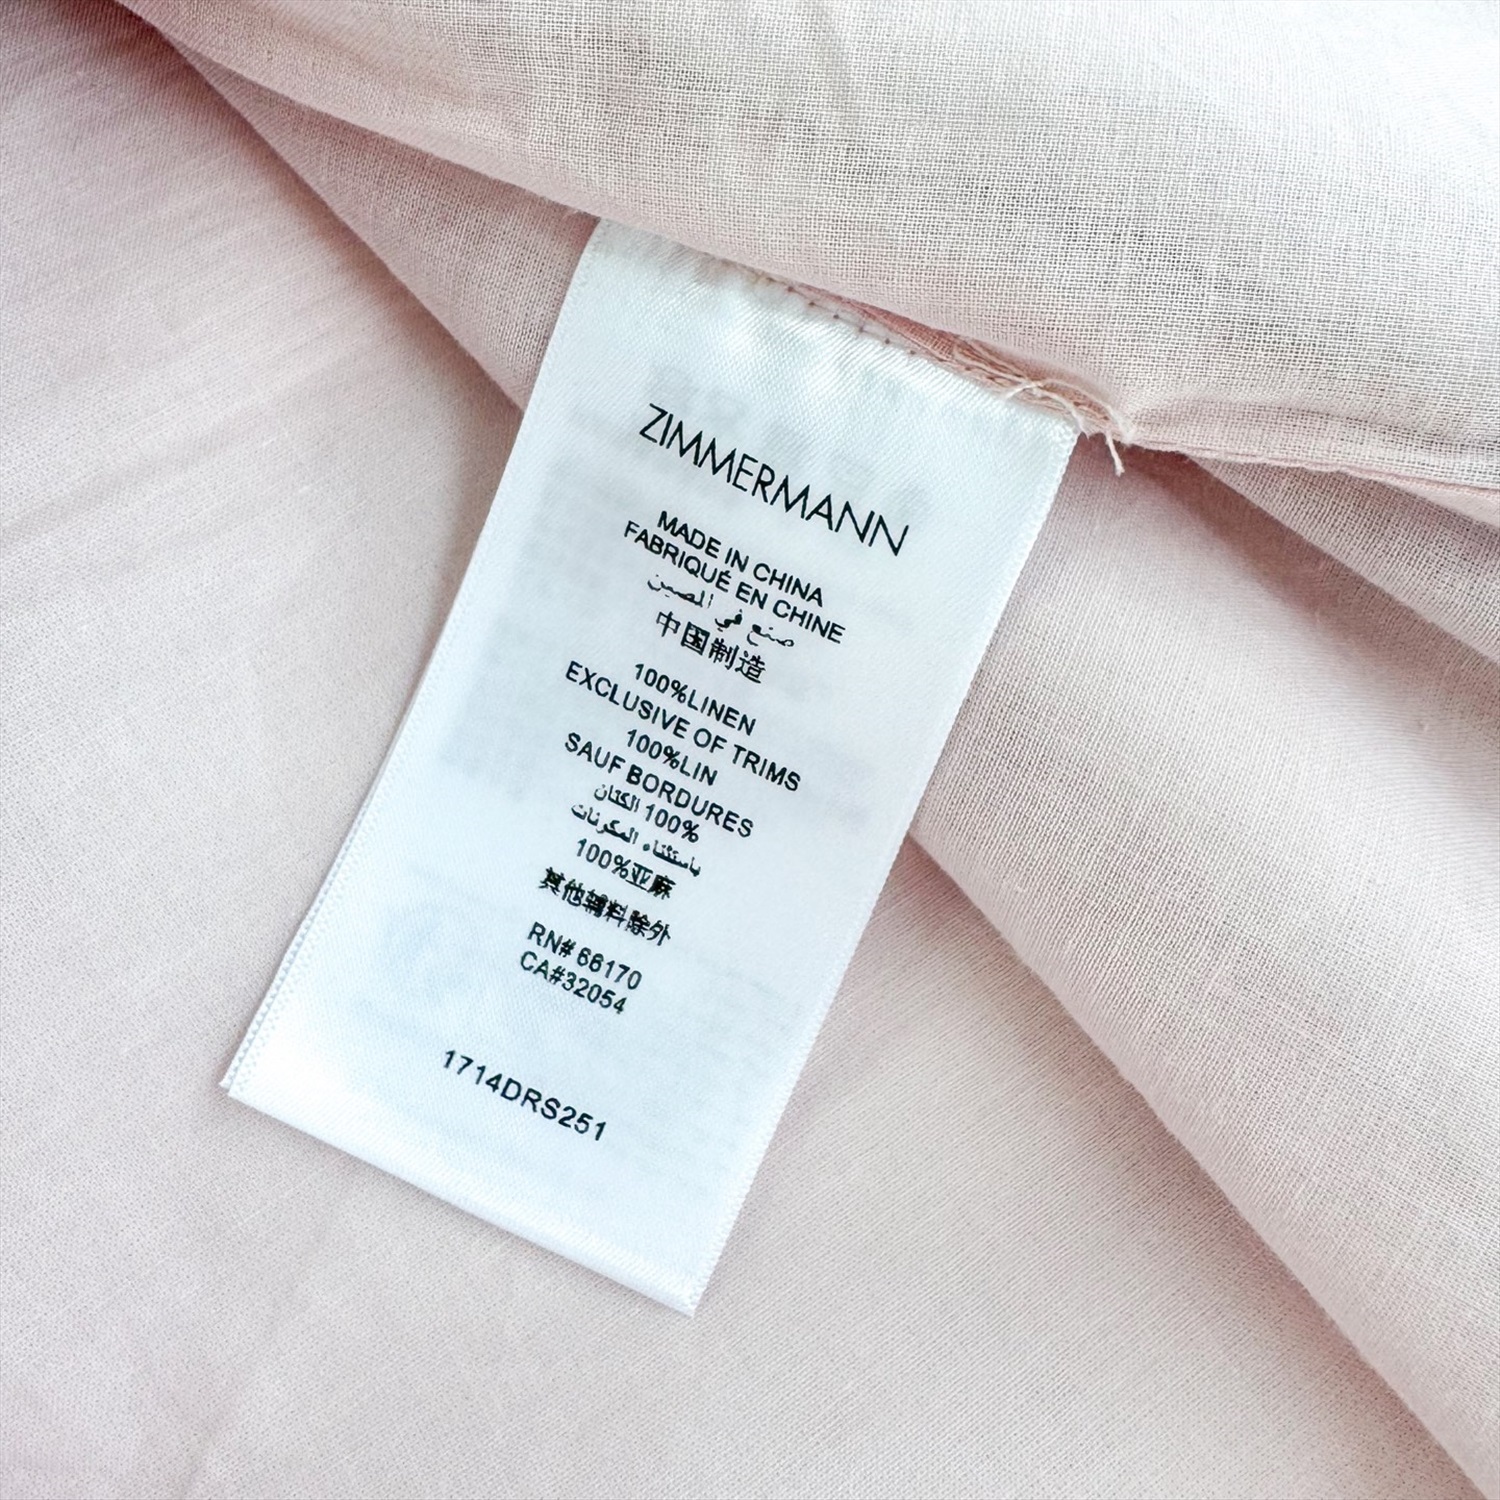 ZIMMERMANN
MADE IN CHINA
FABRIQUÉ EN CHINE
صنع في الصين
中国制造
100%LINEN
EXCLUSIVE OF TRIMS
100%LIN
SAUF BORDURES
100% الكتان
باستثناء المكونات
100%亚麻
其他辅料除外
RN# 66170
CA#32054
1714DRS251